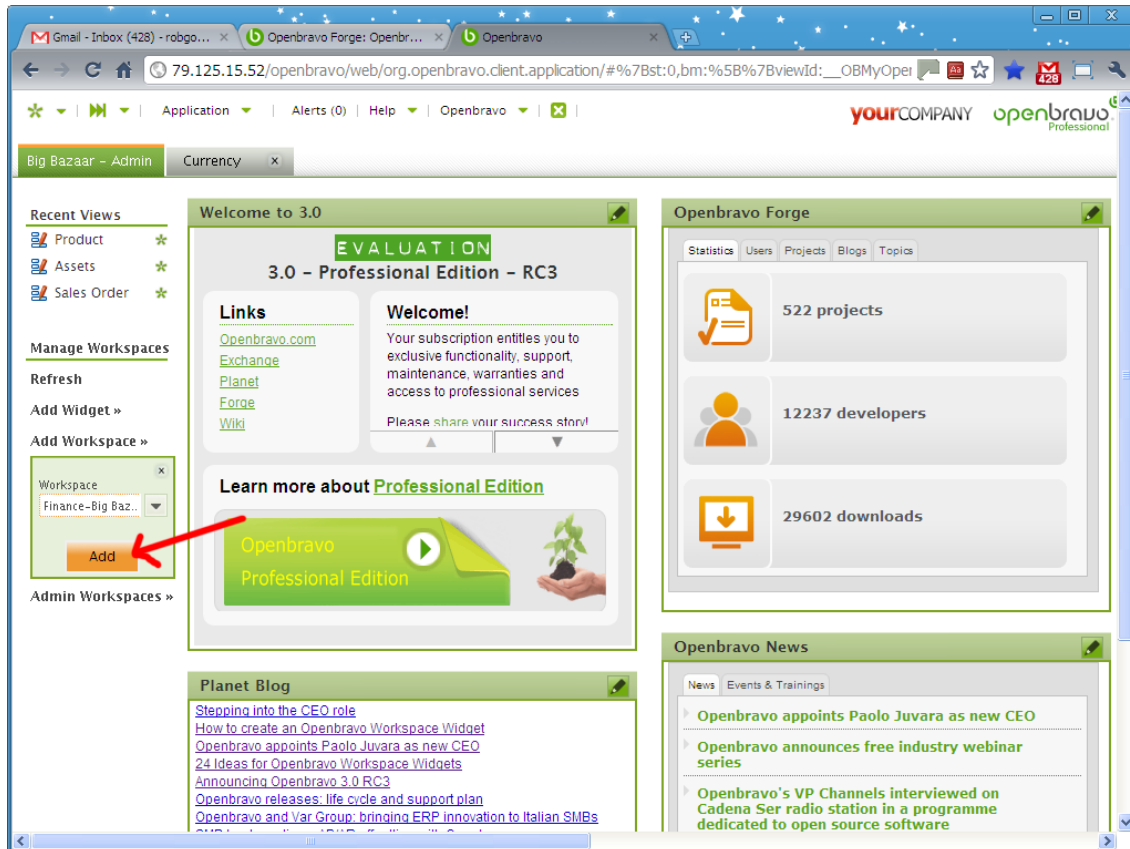 Gmail - Inbox (428) - robgo...
Openbravo Forge: Openbr...
Openbravo
79.125.15.52/openbravo/web/org.openbravo.client.application/#%7Bst:0,bm:%5B%7BviewId:__OBMyOper
428
Application
Alerts (0)
Help
Openbravo
yourCOMPANY
openbravo
Professional
Big Bazaar – Admin
Currency
Recent Views
Product
Assets
Sales Order
Manage Workspaces
Refresh
Add Widget »
Add Workspace »
Workspace
Finance-Big Baz..
Add
Admin Workspaces »
Welcome to 3.0
EVALUATION
3.0 – Professional Edition – RC3
Links
Openbravo.com
Exchange
Planet
Forge
Wiki
Welcome!
Your subscription entitles you to
exclusive functionality, support,
maintenance, warranties and
access to professional services
Please share your success story!
Learn more about Professional Edition
Openbravo
Professional Edition
Planet Blog
Stepping into the CEO role
How to create an Openbravo Workspace Widget
Openbravo appoints Paolo Juvara as new CEO
24 Ideas for Openbravo Workspace Widgets
Announcing Openbravo 3.0 RC3
Openbravo releases: life cycle and support plan
Openbravo and Var Group: bringing ERP innovation to Italian SMBs
Openbravo Forge
Statistics
Users
Projects
Blogs
Topics
522 projects
12237 developers
29602 downloads
Openbravo News
News
Events & Trainings
Openbravo appoints Paolo Juvara as new CEO
Openbravo announces free industry webinar
series
Openbravo's VP Channels interviewed on
Cadena Ser radio station in a programme
dedicated to open source software